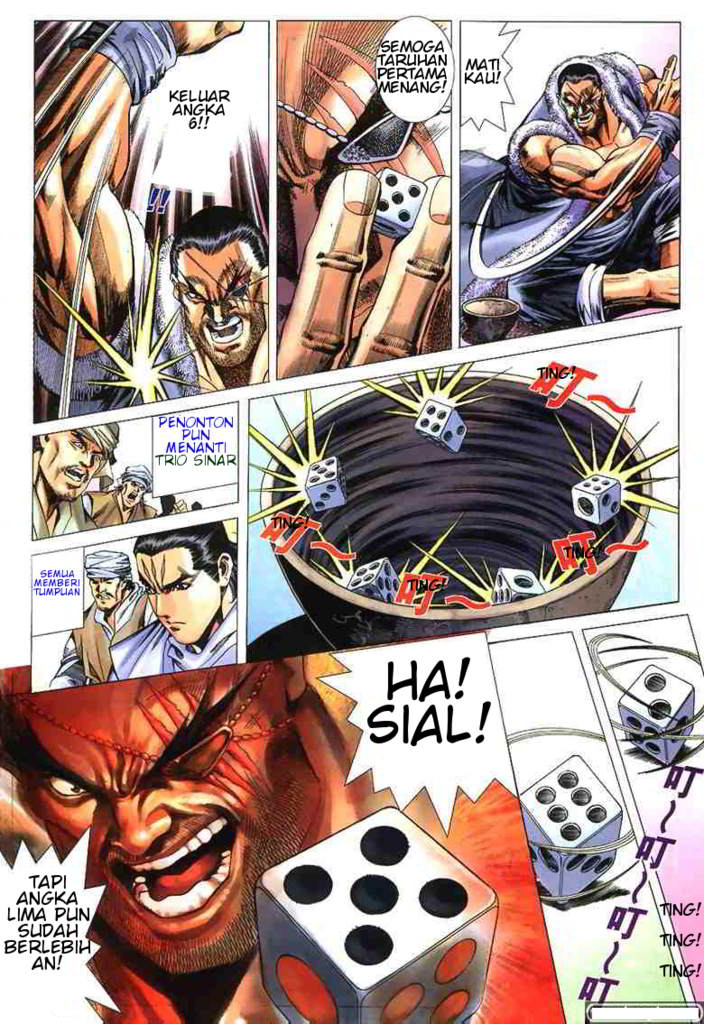 MATI
KAU!
SEMOGA
TARUHAN
PERTAMA
MENANG!
KELUAR
ANGKA
6!!
!!
TING!
TING!
TING!
TING!
PENONTON
PUN
MENANTI
TRIO SINAR
SEMUA
MEMBERI
TUMPUAN
HA!
SIAL!
TING!
TING!
TING!
TAPI
ANGKA
LIMA PUN
SUDAH
BERLEBIH
AN!